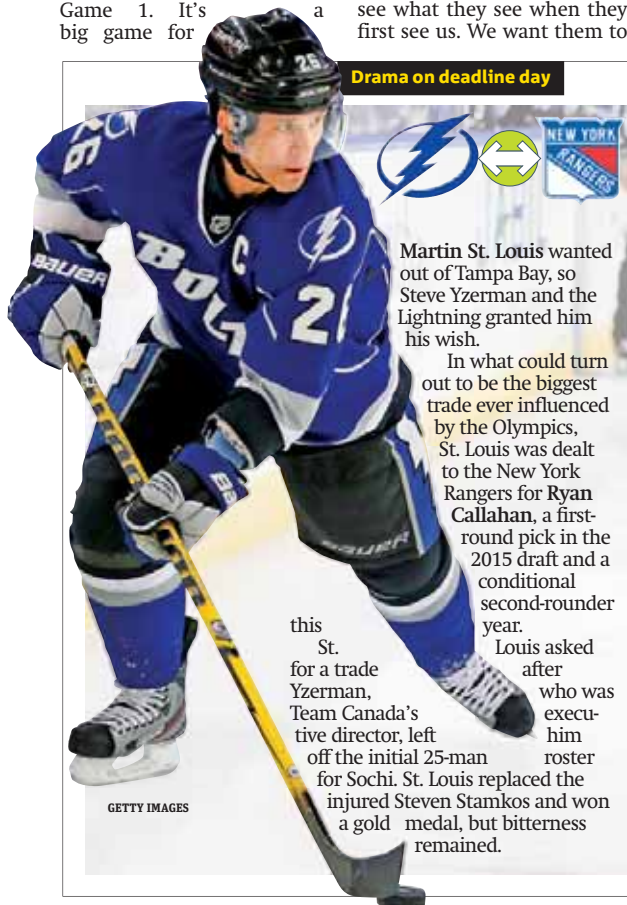 Game 1. It's a
big game for
see what they see when they
first see us. We want them to
Drama on deadline day
NEW YORK
RANGERS
26
26
BAUER
C
BOLT
2
BAUER
Martin St. Louis wanted
out of Tampa Bay, so
Steve Yzerman and the
Lightning granted him
his wish.
In what could turn
out to be the biggest
trade ever influenced
by the Olympics,
St. Louis was dealt
to the New York
Rangers for Ryan
Callahan, a first-
round pick in the
2015 draft and a
conditional
second-rounder
this year.
St. Louis asked
for a trade after
Yzerman, who was
Team Canada's execu-
tive director, left him
off the initial 25-man roster
for Sochi. St. Louis replaced the
injured Steven Stamkos and won
a gold medal, but bitterness
remained.
GETTY IMAGES